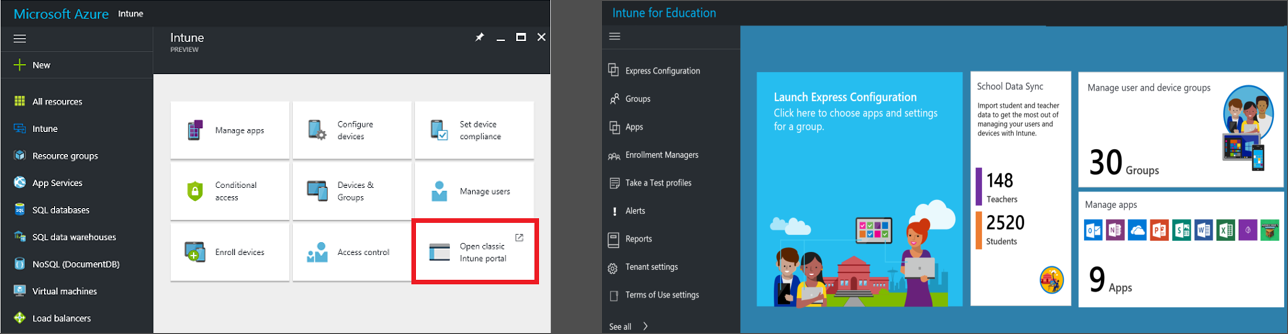 Microsoft Azure Intune
Intune
PREVIEW
New
All resources
Intune
Resource groups
App Services
SQL databases
SQL data warehouses
NoSQL (DocumentDB)
Virtual machines
Load balancers
Manage apps
Configure
devices
Set device
compliance
Conditional
access
Devices &
Groups
Manage users
Enroll devices
Access control
Open classic
Intune portal
Intune for Education
Express Configuration
Groups
Apps
Enrollment Managers
Take a Test profiles
Alerts
Reports
Tenant settings
Terms of Use settings
See all
Launch Express Configuration
Click here to choose apps and settings
for a group.
School Data Sync
Import student and teacher
data to get the most out of
managing your users and
devices with Intune.
148
Teachers
2520
Students
Manage user and device groups
30 Groups
Manage apps
9 Apps